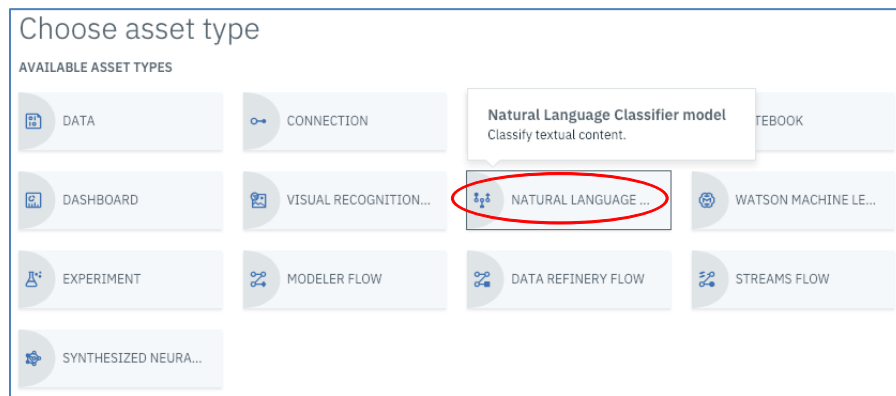 Choose asset type
AVAILABLE ASSET TYPES
DATA
CONNECTION
Natural Language Classifier model
Classify textual content.
TEBOOK
DASHBOARD
VISUAL RECOGNITION...
NATURAL LANGUAGE ...
WATSON MACHINE LE...
EXPERIMENT
MODELER FLOW
DATA REFINERY FLOW
STREAMS FLOW
SYNTHESIZED NEURA...